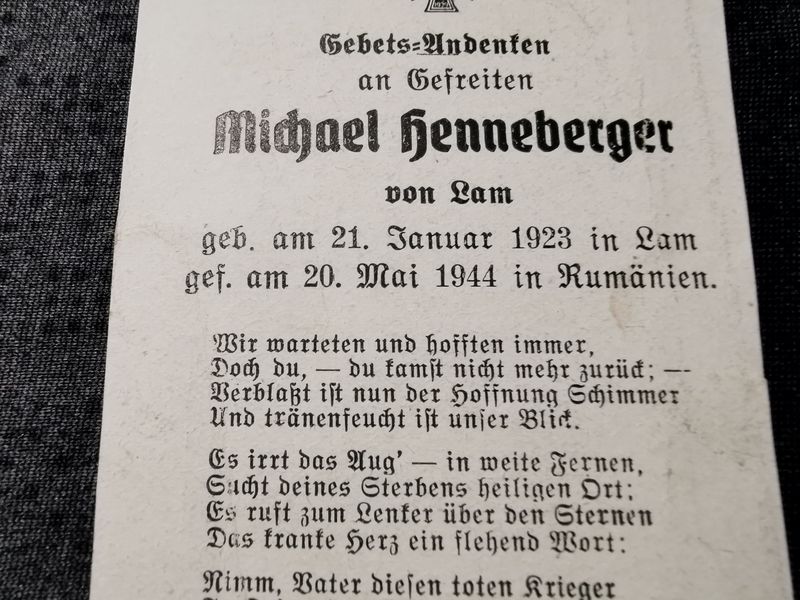 Gebets-Andenken
an Gefreiten
Michael Henneberger
von Lam
geb. am 21. Januar 1923 in Lam
gef. am 20. Mai 1944 in Rumänien.
Wir warteten und hofften immer,
Doch du, — du kamst nicht mehr zurück; —
Verblaßt ist nun der Hoffnung Schimmer
Und tränenfeucht ist unser Blick.
Es irrt das Aug' — in weite Fernen,
Sucht deines Sterbens heiligen Ort;
Es ruft zum Lenker über den Sternen
Das kranke Herz ein flehend Wort:
Nimm, Vater diesen toten Krieger